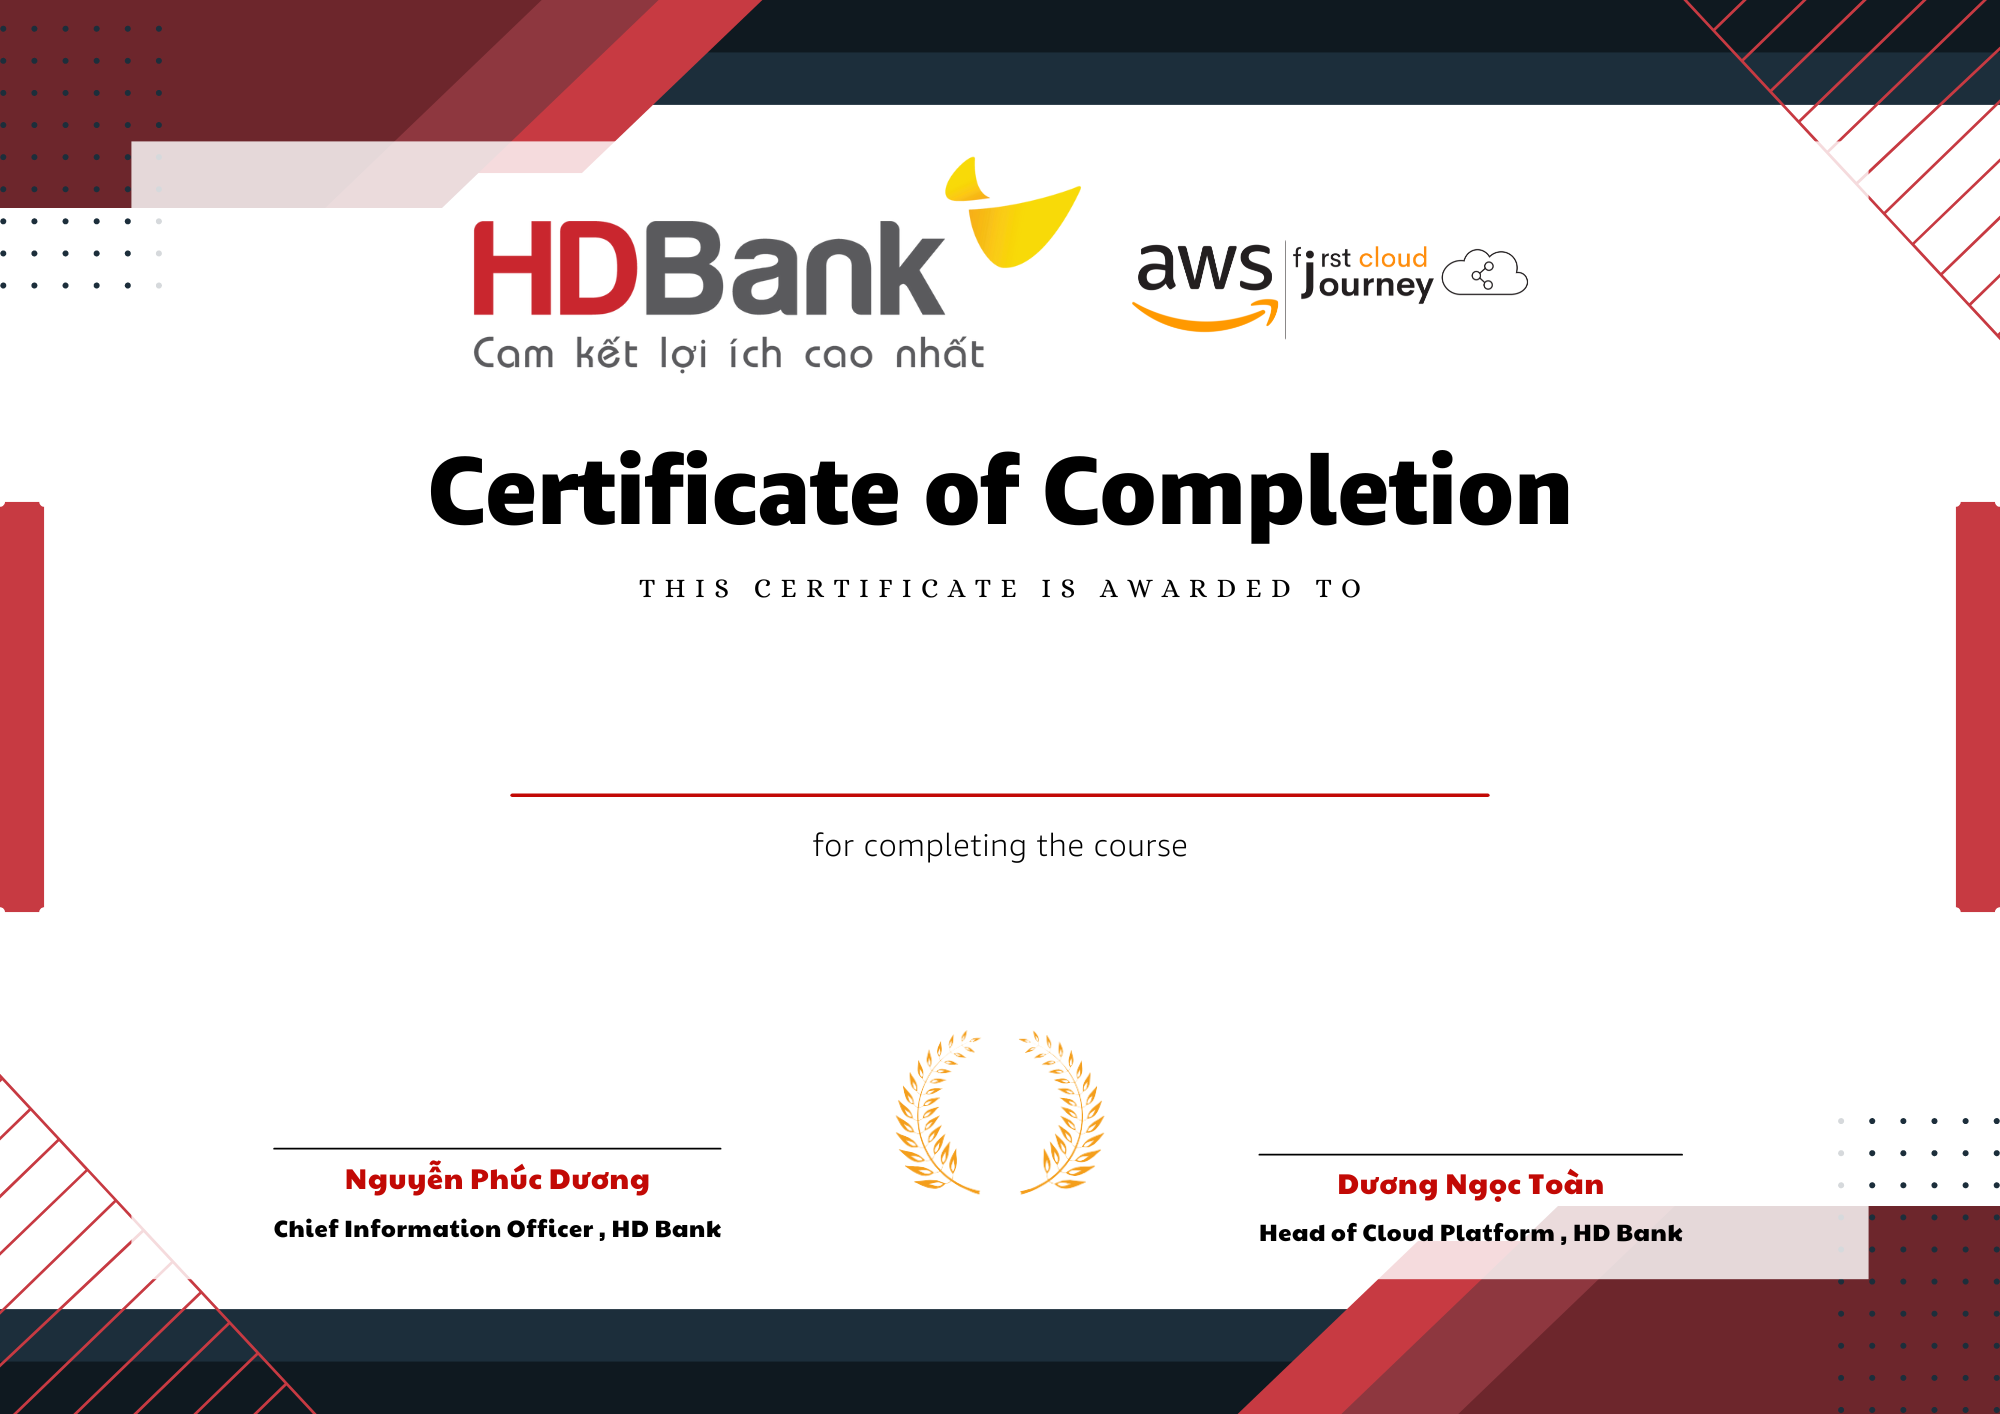 HDBank
Cam kết lợi ích cao nhất
aws
first cloud
journey
Certificate of Completion
THIS CERTIFICATE IS AWARDED TO
for completing the course
Nguyễn Phúc Dương
Chief Information Officer , HD Bank
Dương Ngọc Toàn
Head of Cloud Platform , HD Bank